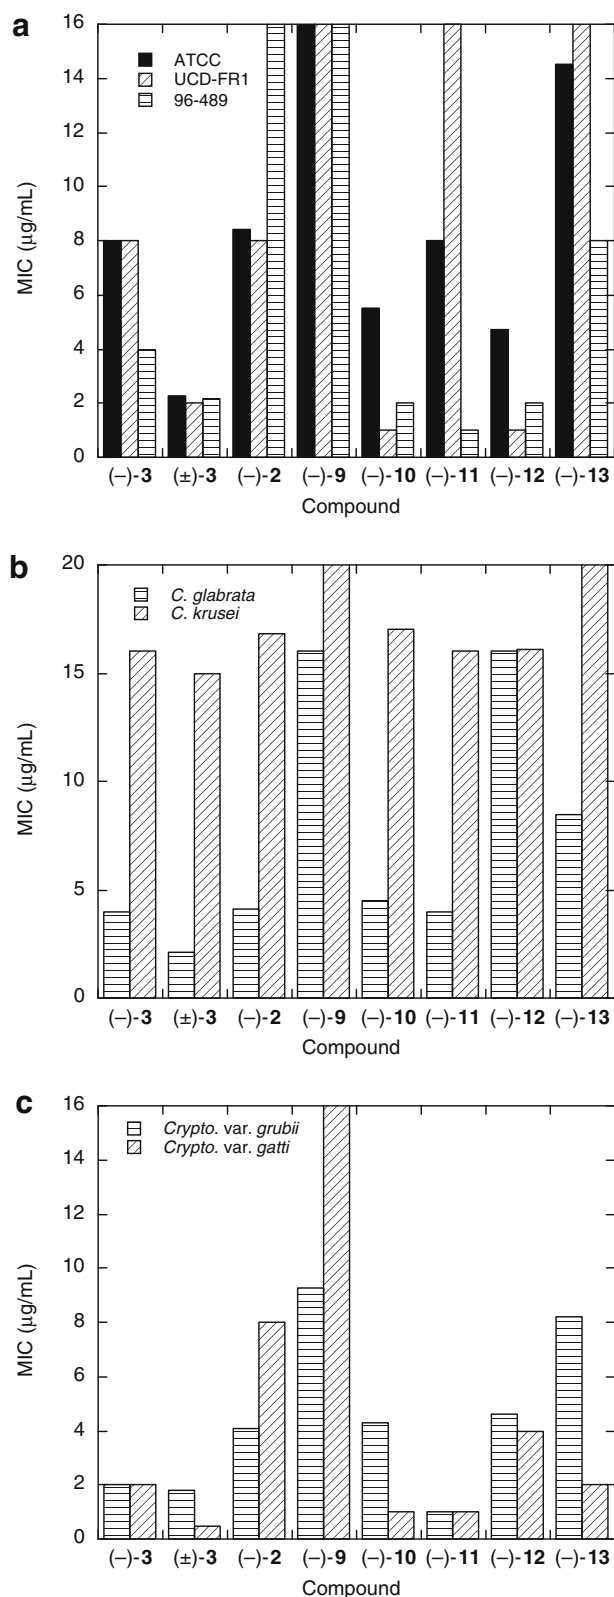 a
16
14
12
10
8
6
4
2
0
MIC (μg/mL)
ATCC
UCD-FR1
96-489
(–)-3 (±)-3 (–)-2 (–)-9 (–)-10 (–)-11 (–)-12 (–)-13
Compound
b
20
15
10
5
0
MIC (μg/mL)
C. glabrata
C. krusei
(–)-3 (±)-3 (–)-2 (–)-9 (–)-10 (–)-11 (–)-12 (–)-13
Compound
c
16
14
12
10
8
6
4
2
0
MIC (μg/mL)
Crypto. var. grubii
Crypto. var. gatti
(–)-3 (±)-3 (–)-2 (–)-9 (–)-10 (–)-11 (–)-12 (–)-13
Compound